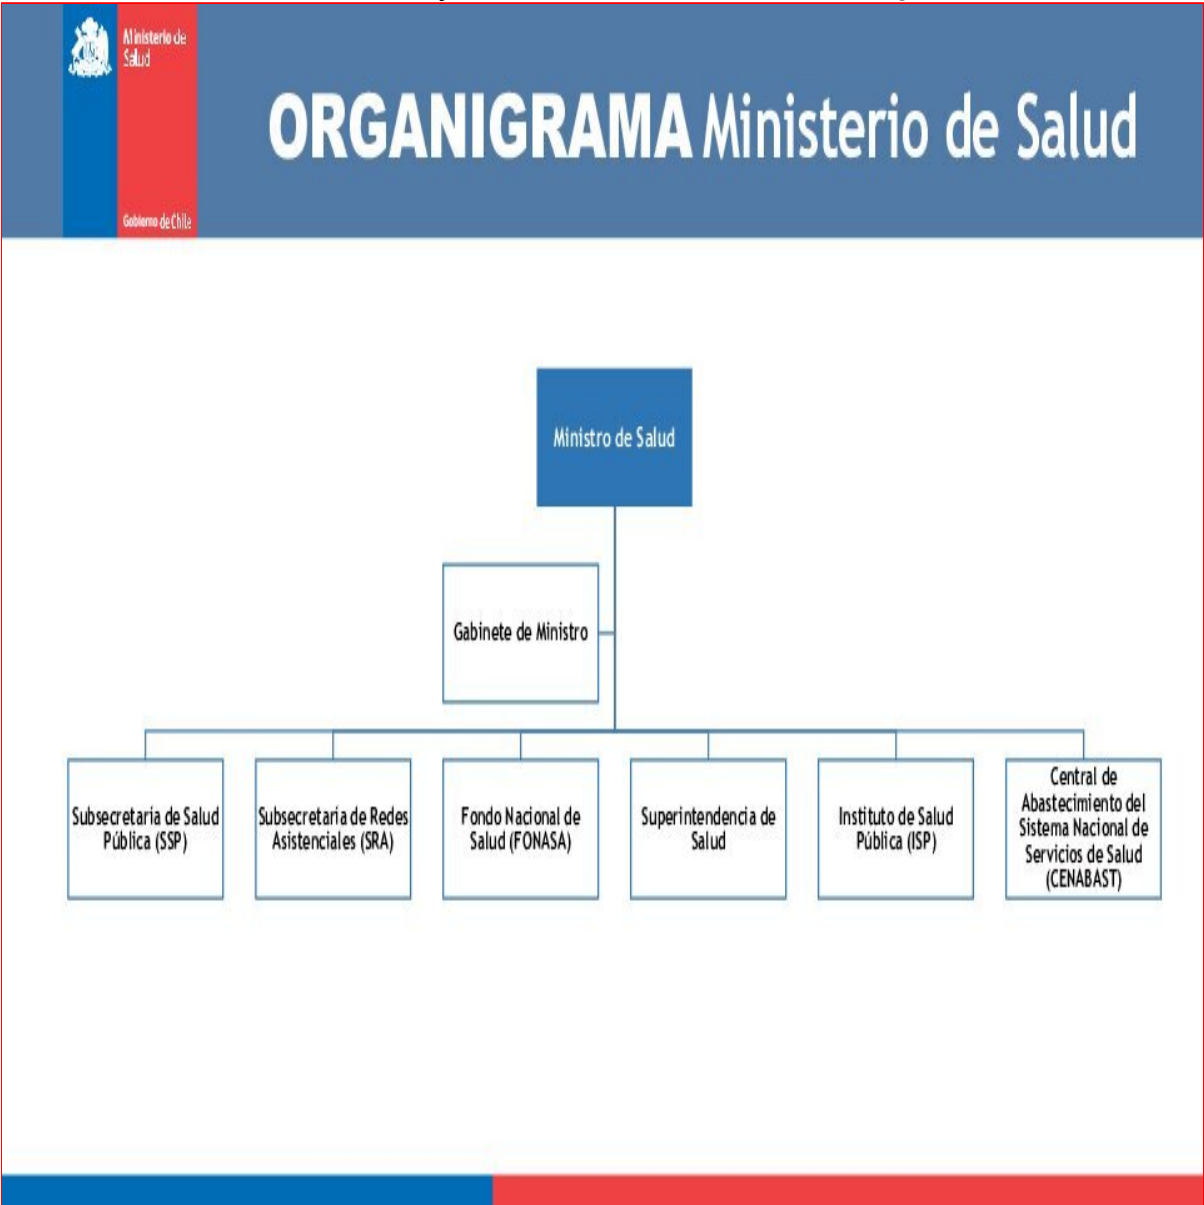 Ministerio de
Salud
Gobierno de Chile
ORGANIGRAMA Ministerio de Salud
Ministro de Salud
Gabinete de Ministro
Subsecretaria de Salud
Pública (SSP)
Subsecretaria de Redes
Asistenciales (SRA)
Fondo Nacional de
Salud (FONASA)
Superintendencia de
Salud
Instituto de Salud
Pública (ISP)
Central de
Abastecimiento del
Sistema Nacional de
Servicios de Salud
(CENABAST)